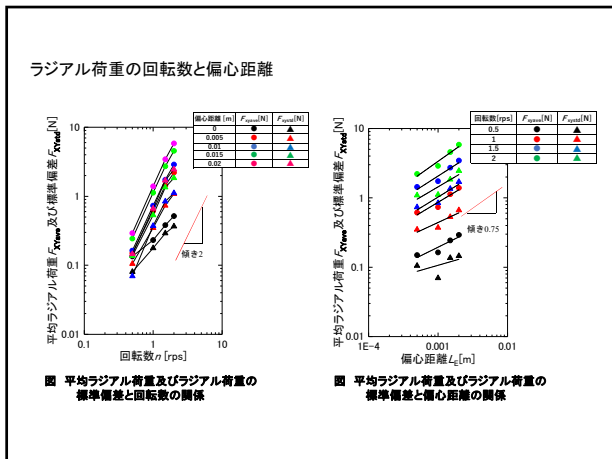 ラジアル荷重の回転数と偏心距離
平均ラジアル荷重FXYave及び標準偏差FXYstd[N]
10
1
0.1
0.01
0.1
1
10
回転数n [rps]
偏心距離 [m] Fxyave[N] Fxystd[N]
0
0.005
0.01
0.015
0.02
傾き2
図 平均ラジアル荷重及びラジアル荷重の
標準偏差と回転数の関係
平均ラジアル荷重FXYave及び標準偏差FXYstd[N]
10
1
0.1
0.01
1E-4
0.001
0.01
偏心距離LE[m]
回転数[rps] Fxyave[N] Fxystd[N]
0.5
1
1.5
2
傾き0.75
図 平均ラジアル荷重及びラジアル荷重の
標準偏差と偏心距離の関係